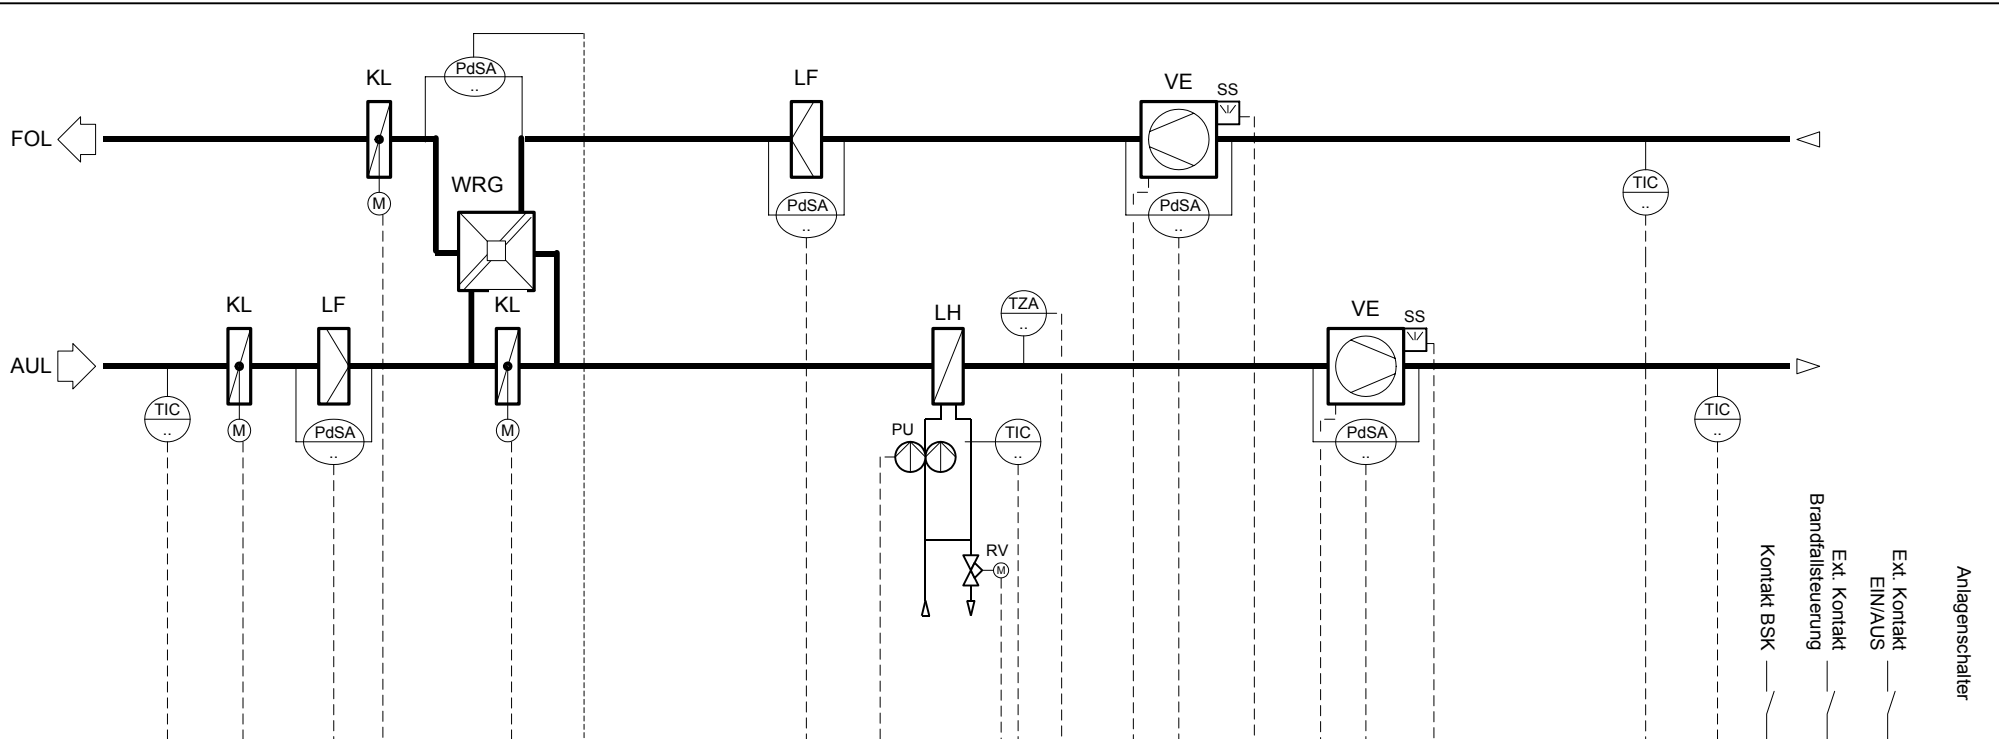 PdSA
..
KL
LF
VE
SS
FOL
WRG
TIC
..
M
PdSA
..
PdSA
..
KL
LF
KL
LH
TZA
..
VE
SS
AUL
TIC
..
M
PdSA
..
M
PU
TIC
..
PdSA
..
TIC
..
RV
M
Kontakt BSK
Ext. Kontakt
Brandfallsteuerung
Ext. Kontakt
EIN/AUS
Anlagenschalter